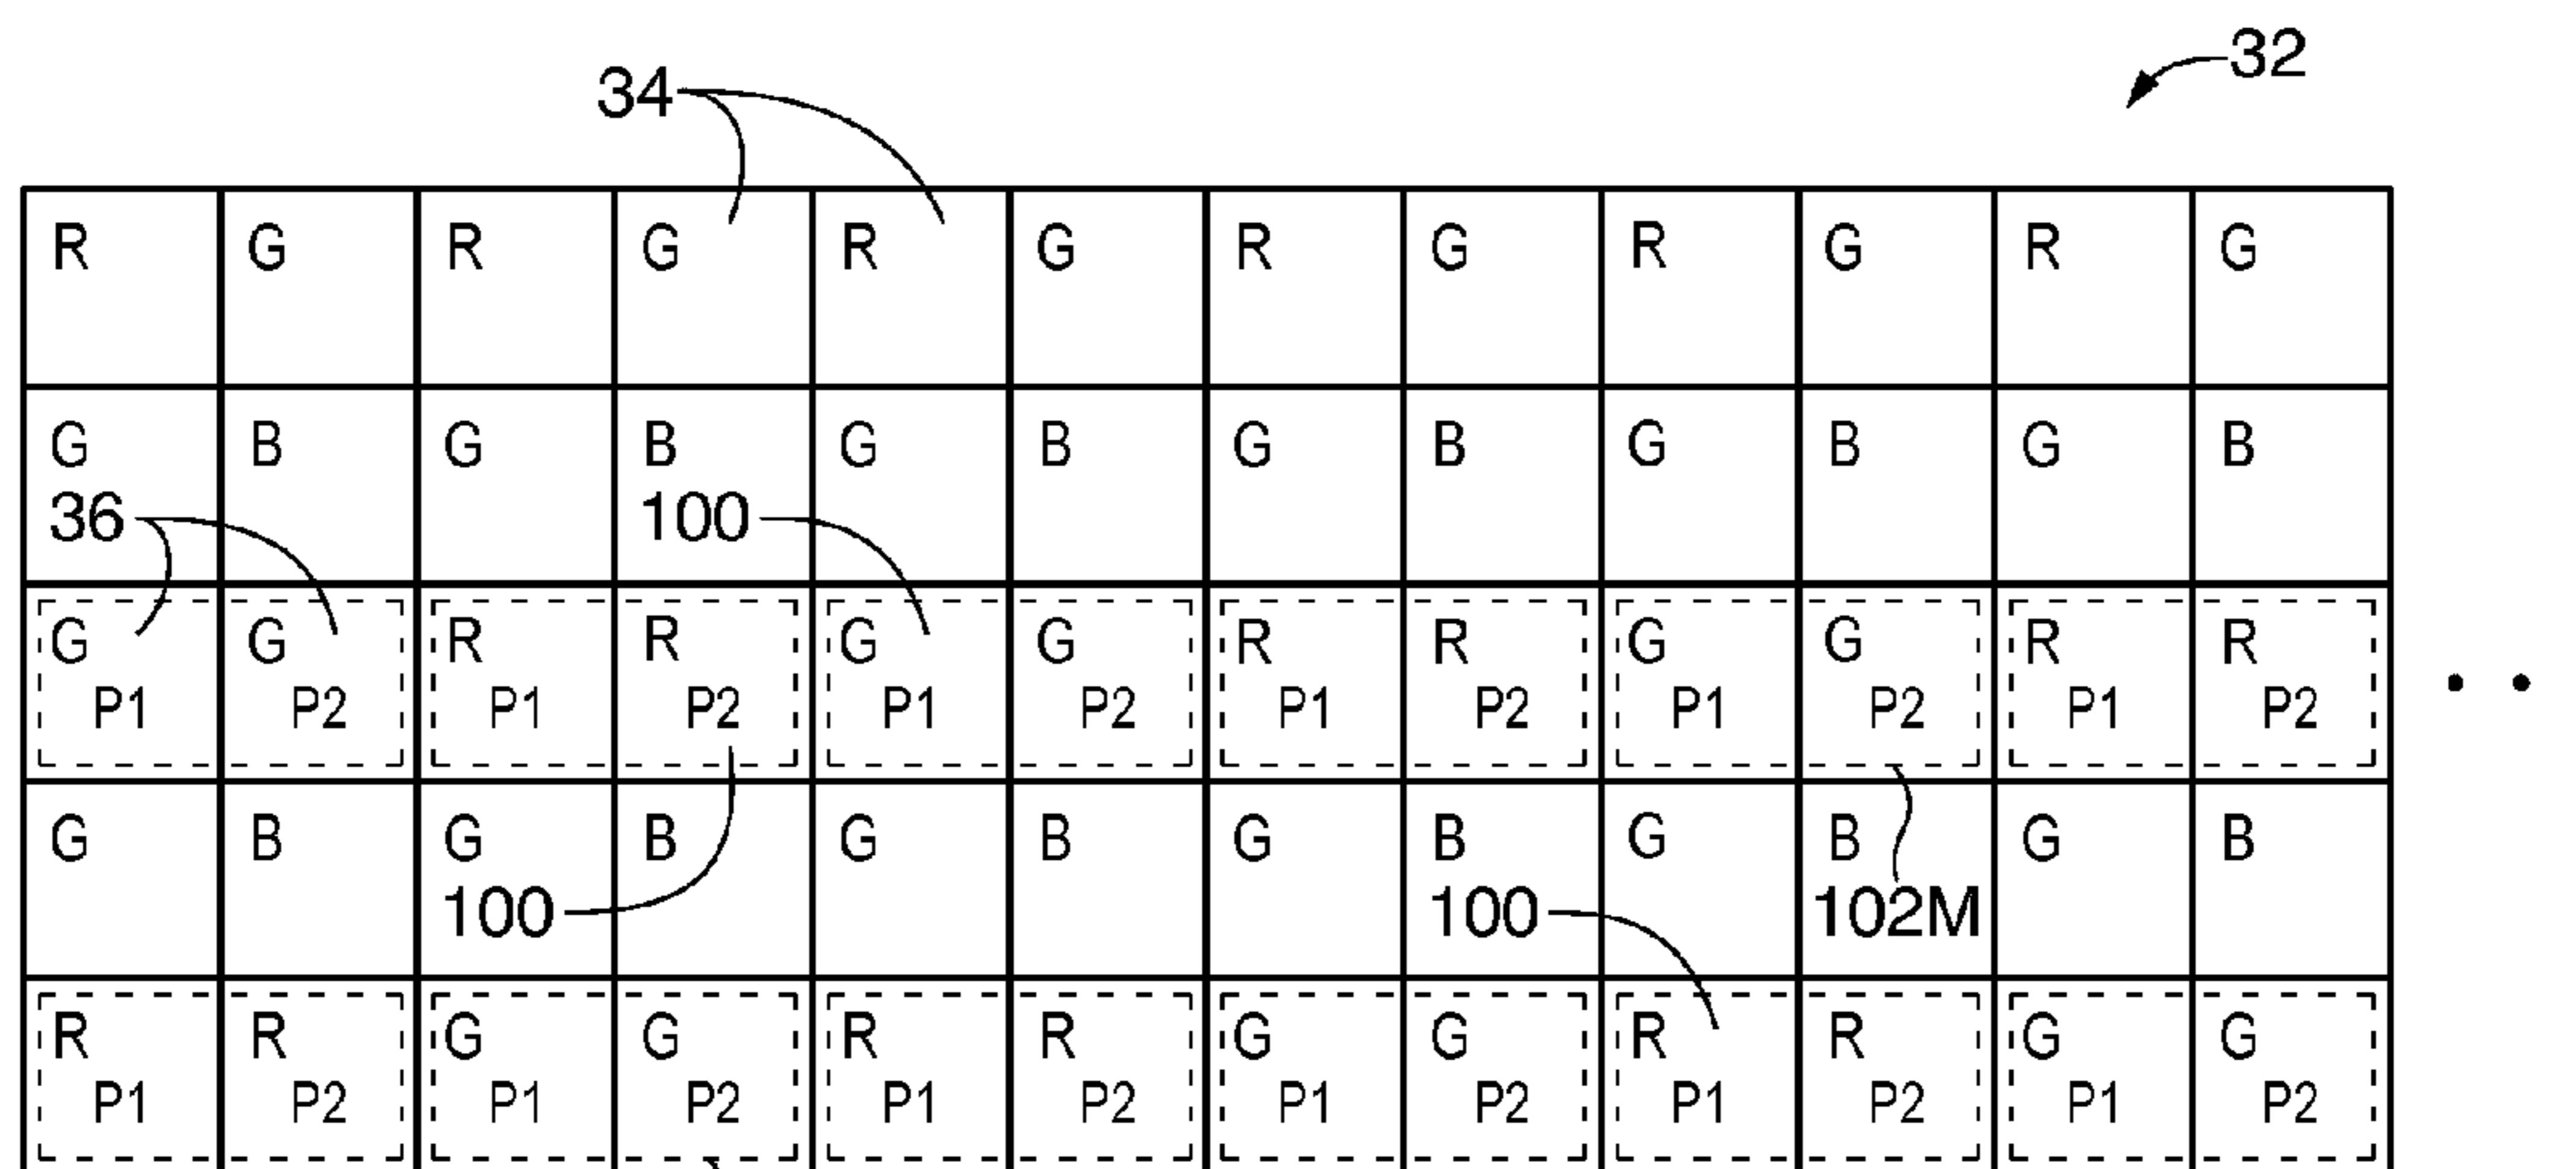 32
34
R G R G R G R G R G R G
G B G B G B G B G B G B
36 100
G G R R G G R R G G R R
P1 P2 P1 P2 P1 P2 P1 P2 P1 P2 P1 P2
G B G B G B G B G B G B
100 100 102M
R R G G R R G G R R G G
P1 P2 P1 P2 P1 P2 P1 P2 P1 P2 P1 P2